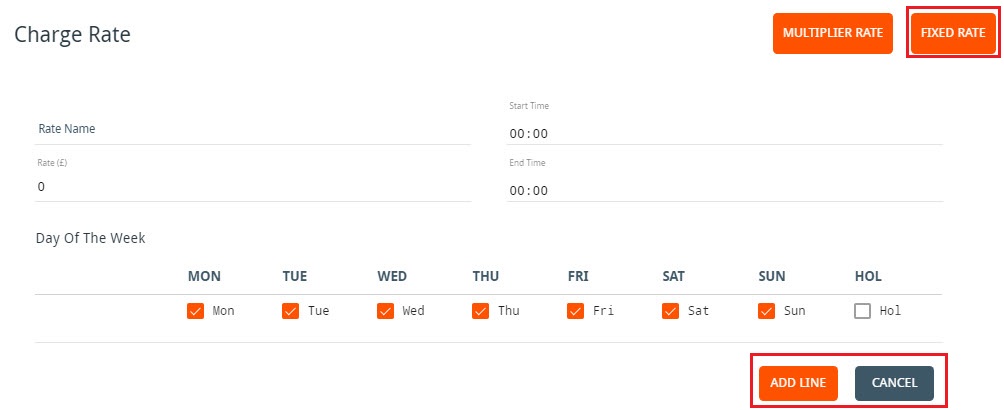 Charge Rate
MULTIPLIER RATE
FIXED RATE
Rate Name
Start Time
00:00
Rate (£)
0
End Time
00:00
Day Of The Week
MON TUE WED THU FRI SAT SUN HOL
Mon Tue Wed Thu Fri Sat Sun Hol
ADD LINE
CANCEL